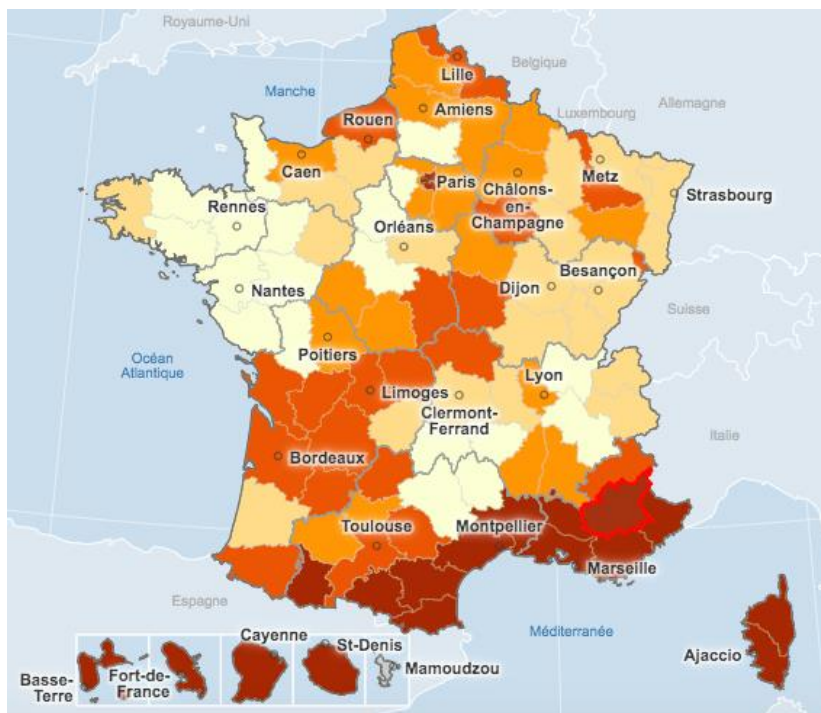 Royaume-Uni
Belgique
Lille
Manche
Luxembourg
Allemagne
Amiens
Rouen
Caen
Paris
Metz
Châlons-
en-
Champagne
Strasbourg
Rennes
Orléans
Besançon
Dijon
Nantes
Suisse
Poitiers
Océan
Atlantique
Lyon
Limoges
Clermont-
Ferrand
Italie
Bordeaux
Toulouse
Montpellier
Marseille
Espagne
Méditerranée
Cayenne
St-Denis
Ajaccio
Mamoudzou
Basse-
Terre
Fort-de-
France